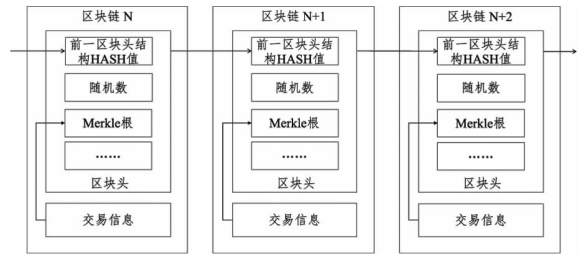 区块链 N
前一区块头结
构HASH值
随机数
Merkle根
……
区块头
交易信息
区块链 N+1
前一区块头结
构HASH值
随机数
Merkle根
……
区块头
交易信息
区块链 N+2
前一区块头结
构HASH值
随机数
Merkle根
……
区块头
交易信息